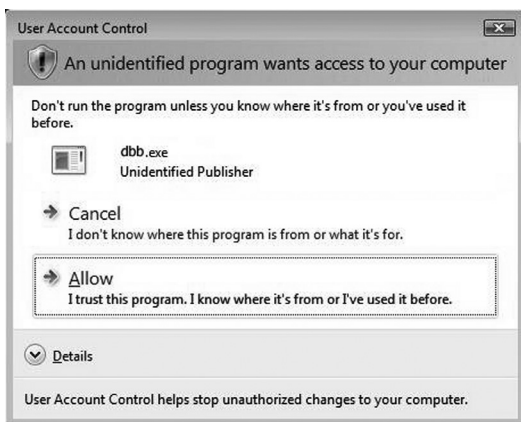 User Account Control
An unidentified program wants access to your computer
Don't run the program unless you know where it's from or you've used it
before.
dbb.exe
Unidentified Publisher
Cancel
I don't know where this program is from or what it's for.
Allow
I trust this program. I know where it's from or I've used it before.
Details
User Account Control helps stop unauthorized changes to your computer.